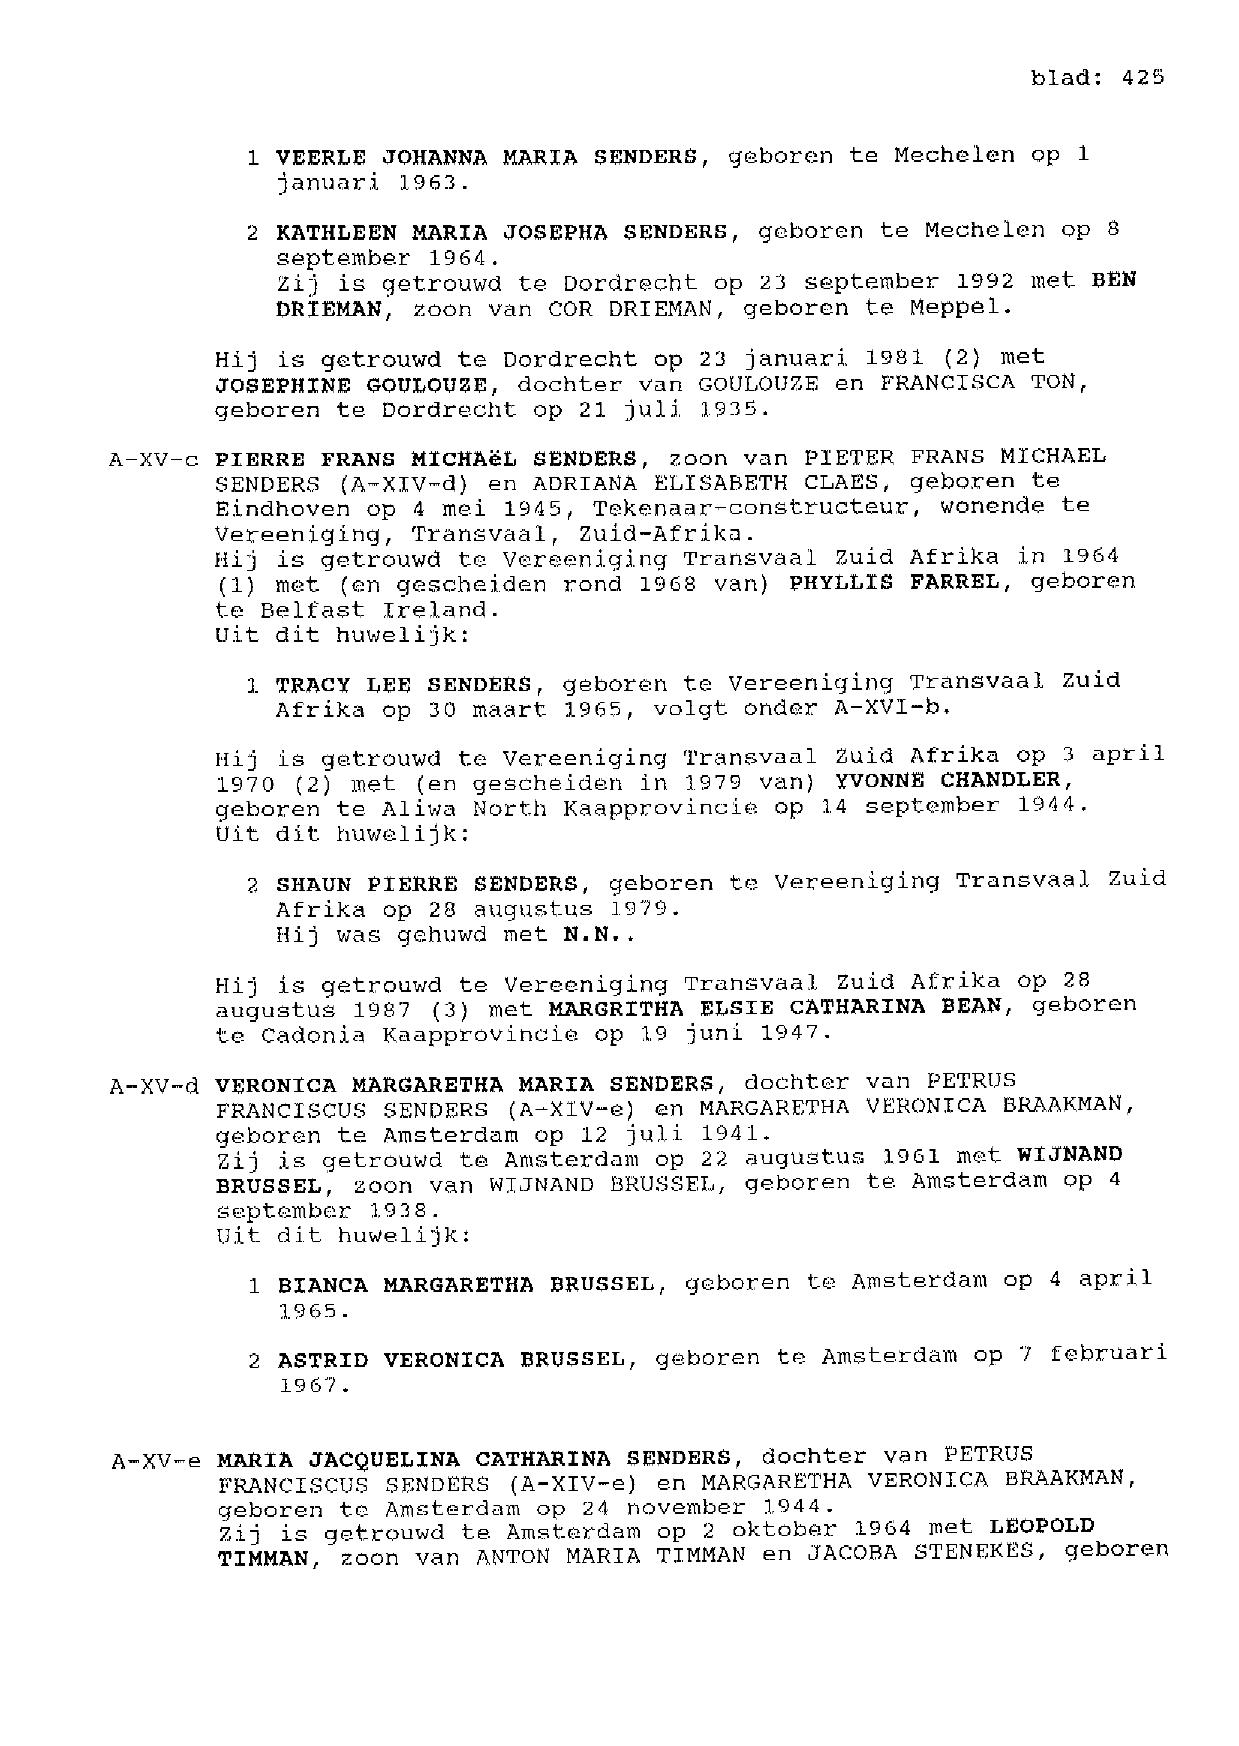 blad: 425
1 VEERLE JOHANNA MARIA SENDERS, geboren te Mechelen op 1
januari 1963.
2 KATHLEEN MARIA JOSEPHA SENDERS, geboren te Mechelen op 8
september 1964.
Zij is getrouwd te Dordrecht op 23 september 1992 met BEN
DRIEMAN, zoon van COR DRIEMAN, geboren te Meppel.
Hij is getrouwd te Dordrecht op 23 januari 1981 (2) met
JOSEPHINE GOULOUZE, dochter van GOULOUZE en FRANCISCA TON,
geboren te Dordrecht op 21 juli 1935.
A-XV-c PIERRE FRANS MICHAëL SENDERS, zoon van PIETER FRANS MICHAEL
SENDERS (A-XIV-d) en ADRIANA ELISABETH CLAES, geboren te
Eindhoven op 4 mei 1945, Tekenaar-constructeur, wonende te
Vereeniging, Transvaal, Zuid-Afrika.
Hij is getrouwd te Vereeniging Transvaal Zuid Afrika in 1964
(1) met (en gescheiden rond 1968 van) PHYLLIS FARREL, geboren
te Belfast Ireland.
Uit dit huwelijk:
1 TRACY LEE SENDERS, geboren te Vereeniging Transvaal Zuid
Afrika op 30 maart 1965, volgt onder A-XVI-b.
Hij is getrouwd te Vereeniging Transvaal Zuid Afrika op 3 april
1970 (2) met (en gescheiden in 1979 van) YVONNE CHANDLER,
geboren te Aliwa North Kaapprovincie op 14 september 1944.
Uit dit huwelijk:
2 SHAUN PIERRE SENDERS, geboren te Vereeniging Transvaal Zuid
Afrika op 28 augustus 1979.
Hij was gehuwd met N.N..
Hij is getrouwd te Vereeniging Transvaal Zuid Afrika op 28
augustus 1987 (3) met MARGRITHA ELSIE CATHARINA BEAN, geboren
te Cadonia Kaapprovincie op 19 juni 1947.
A-XV-d VERONICA MARGARETHA MARIA SENDERS, dochter van PETRUS
FRANCISCUS SENDERS (A-XIV-e) en MARGARETHA VERONICA BRAAKMAN,
geboren te Amsterdam op 12 juli 1941.
Zij is getrouwd te Amsterdam op 22 augustus 1961 met WIJNAND
BRUSSEL, zoon van WIJNAND BRUSSEL, geboren te Amsterdam op 4
september 1938.
Uit dit huwelijk:
1 BIANCA MARGARETHA BRUSSEL, geboren te Amsterdam op 4 april
1965.
2 ASTRID VERONICA BRUSSEL, geboren te Amsterdam op 7 februari
1967.
A-XV-e MARIA JACQUELINA CATHARINA SENDERS, dochter van PETRUS
FRANCISCUS SENDERS (A-XIV-e) en MARGARETHA VERONICA BRAAKMAN,
geboren te Amsterdam op 24 november 1944.
Zij is getrouwd te Amsterdam op 2 oktober 1964 met LEOPOLD
TIMMAN, zoon van ANTON MARIA TIMMAN en JACOBA STENEKES, geboren